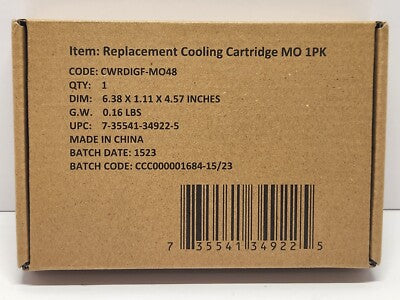 Item: Replacement Cooling Cartridge MO 1PK
CODE: CWRDIGF-MO48
QTY: 1
DIM: 6.38 X 1.11 X 4.57 INCHES
G.W. 0.16 LBS
UPC: 7-35541-34922-5
MADE IN CHINA
BATCH DATE: 1523
BATCH CODE: CCC000001684-15/23
7 35541 34922 5